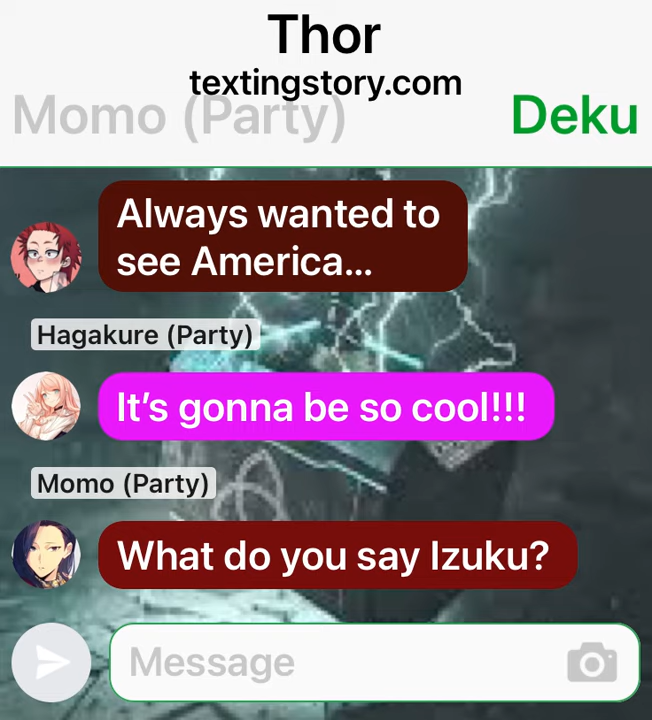 Thor
textingstory.com
Momo (Party)
Deku
Always wanted to
see America...
Hagakure (Party)
It’s gonna be so cool!!!
Momo (Party)
What do you say Izuku?
Message